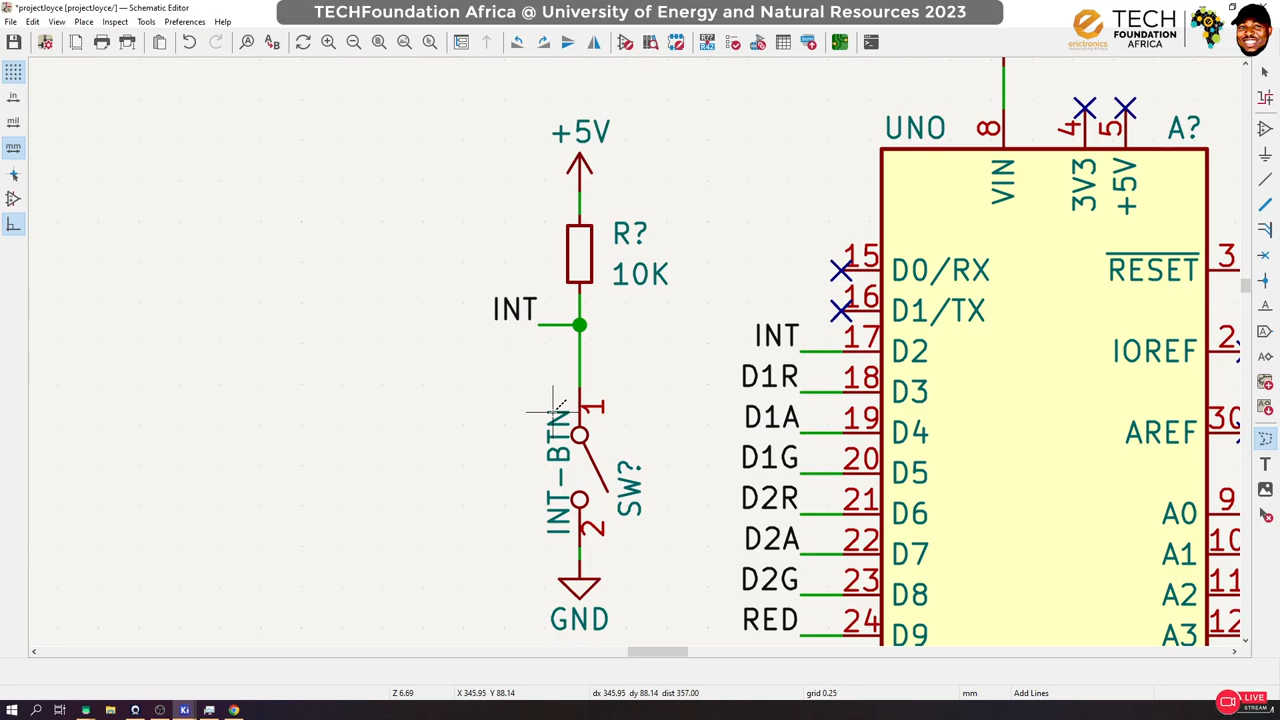 *projectJoyce [projectJoyce/] — Schematic Editor
TECHFoundation Africa @ University of Energy and Natural Resources 2023
File Edit View Place Inspect Tools Preferences Help
erictronics
TECH
FOUNDATION
AFRICA
in
mil
mm
+5V
R?
10K
INT
1
INT-BTN
SW?
2
GND
UNO
8
4
5
A?
VIN
3V3
+5V
15 D0/RX
RESET 3
16 D1/TX
INT 17 D2
IOREF 2
D1R 18 D3
D1A 19 D4
AREF 30
D1G 20 D5
D2R 21 D6
A0 9
D2A 22 D7
A1 10
D2G 23 D8
A2 11
RED 24 D9
A3 12
Z 6.69
X 345.95 Y 88.14
dx 345.95 dy 88.14 dist 357.00
grid 0.25
mm
Add Lines
LIVE
STREAM